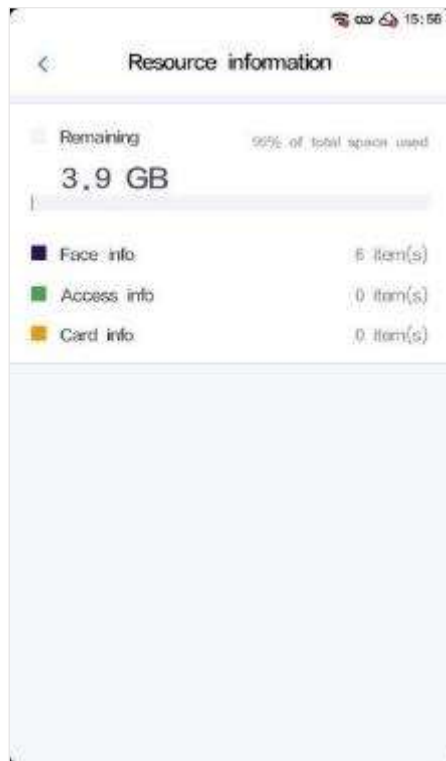 15:56
Resource information
Remaining
of total space used
3.9 GB
Face info
6 item(s)
Access info
0 item(s)
Card info
0 item(s)